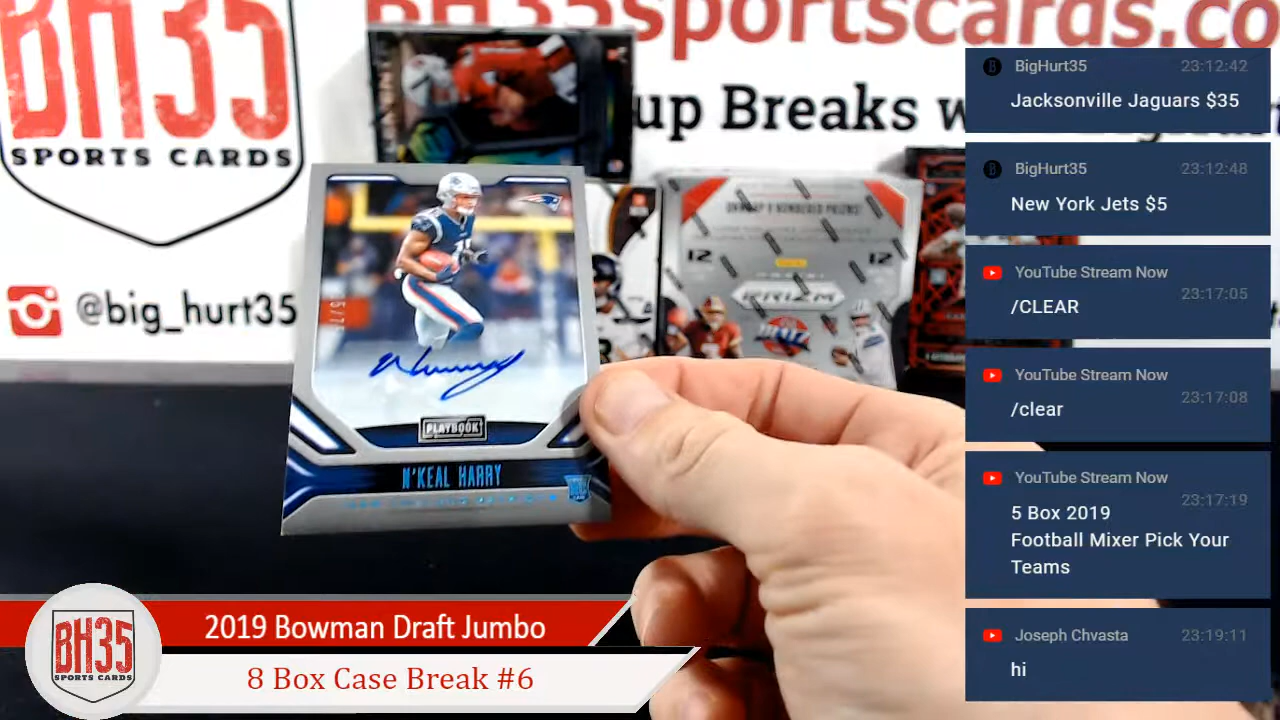 BH35
SPORTS CARDS
BH35sportscards.co
up Breaks w
@big_hurt35
12
12
PRIZM
PLAYBOOK
N'KEAL HARRY
2019 Bowman Draft Jumbo
8 Box Case Break #6
BH35
SPORTS CARDS
BigHurt35
23:12:42
Jacksonville Jaguars $35
BigHurt35
23:12:48
New York Jets $5
YouTube Stream Now
23:17:05
/CLEAR
YouTube Stream Now
23:17:08
/clear
YouTube Stream Now
23:17:19
5 Box 2019
Football Mixer Pick Your
Teams
Joseph Chvasta
23:19:11
hi